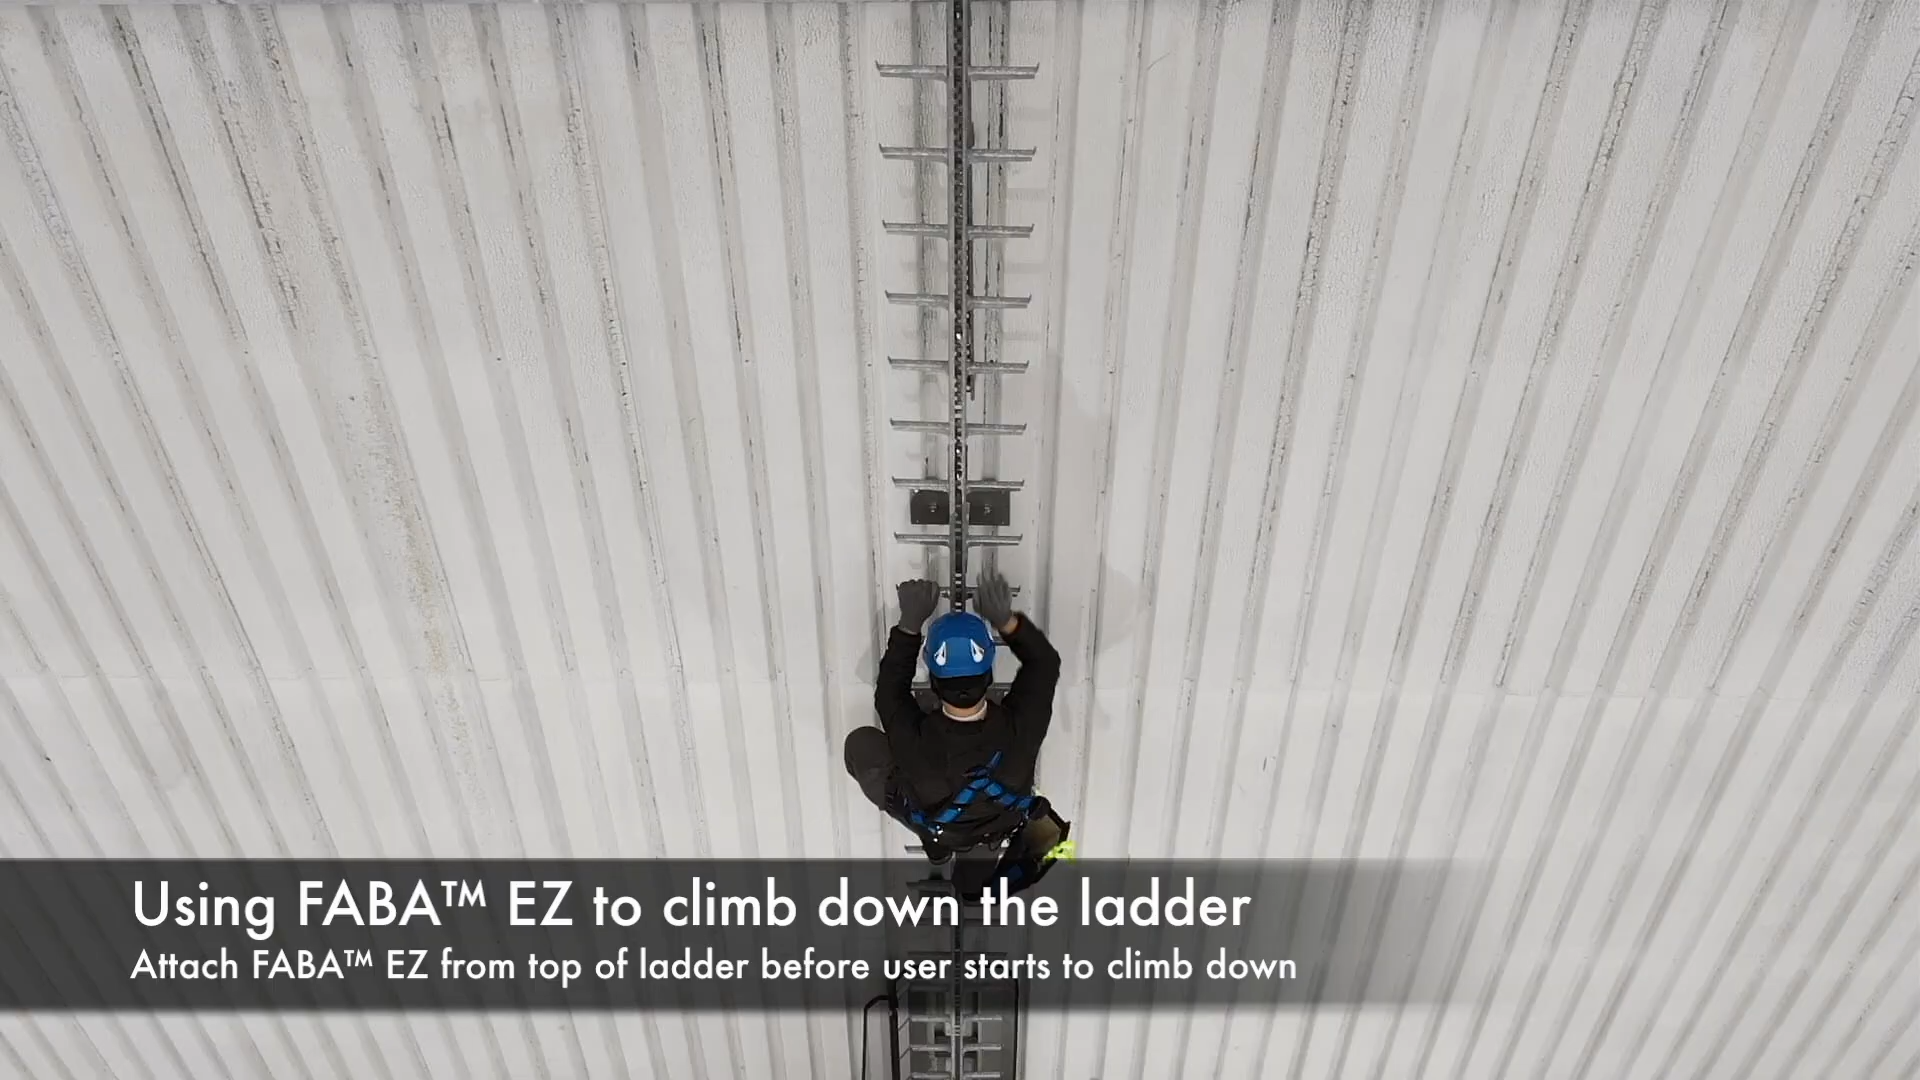 Using FABA™ EZ to climb down the ladder
Attach FABA™ EZ from top of ladder before user starts to climb down